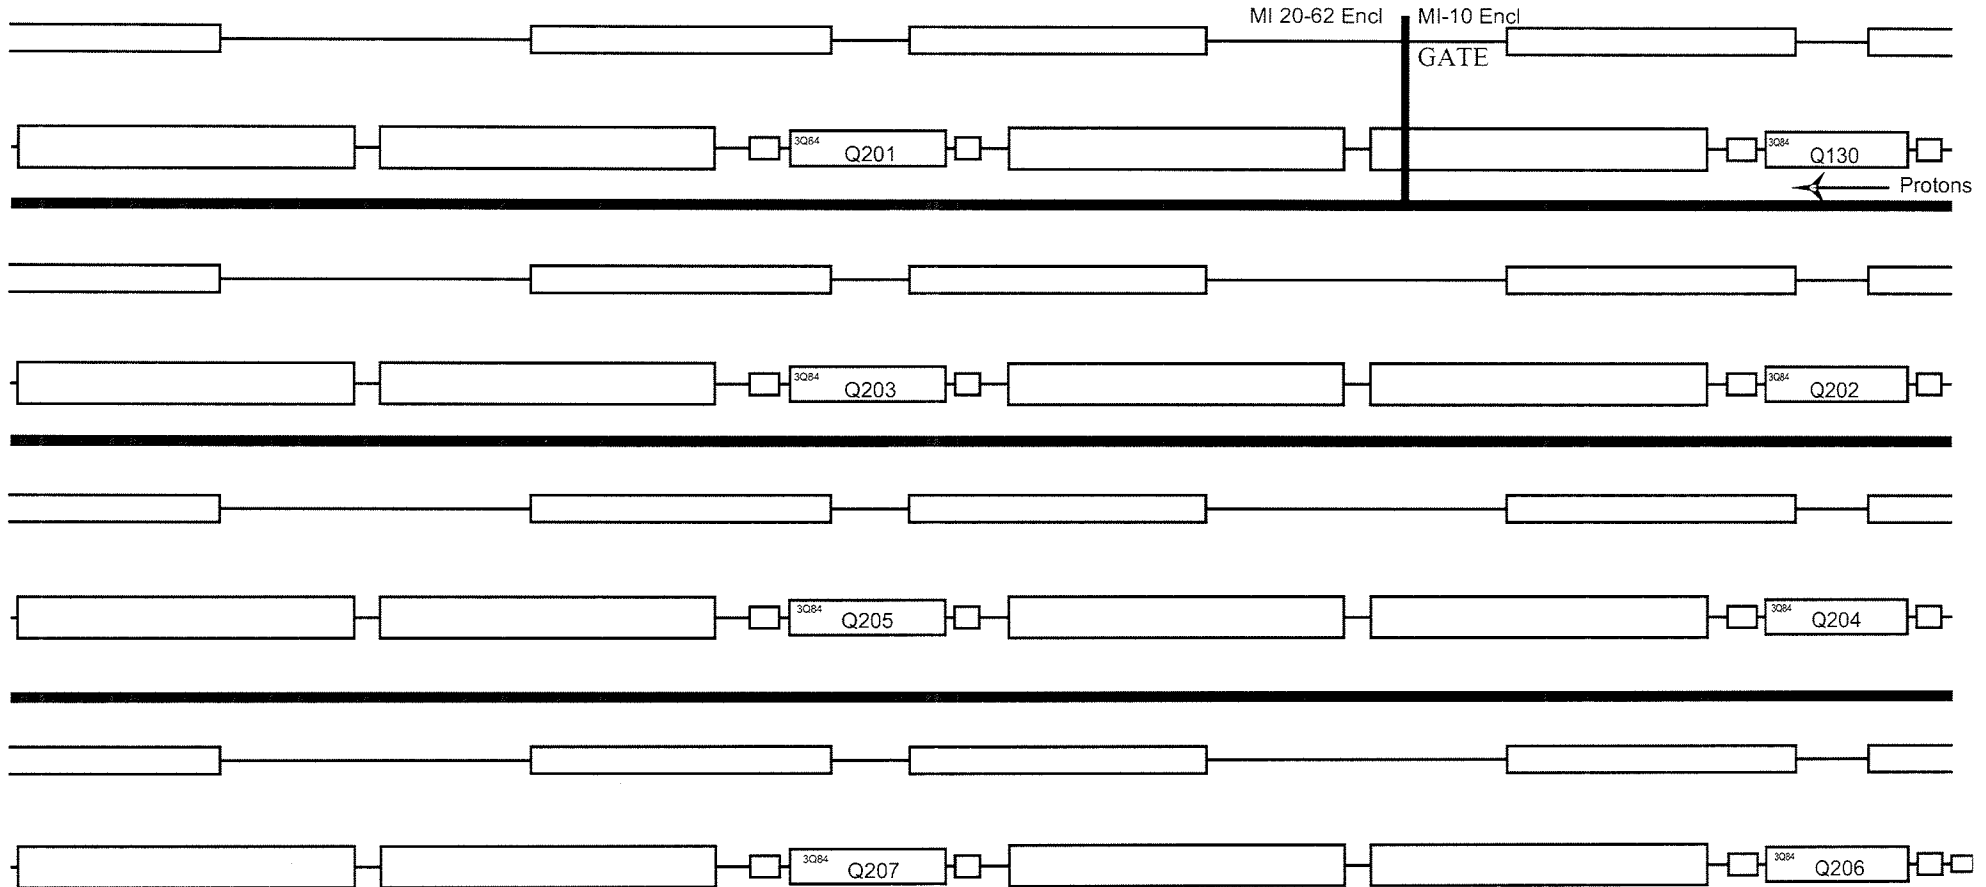 MI 20-62 Encl MI-10 Encl
GATE
3Q84 Q201 3Q84 Q130
Protons
3Q84 Q203 3Q84 Q202
3Q84 Q205 3Q84 Q204
3Q84 Q207 3Q84 Q206